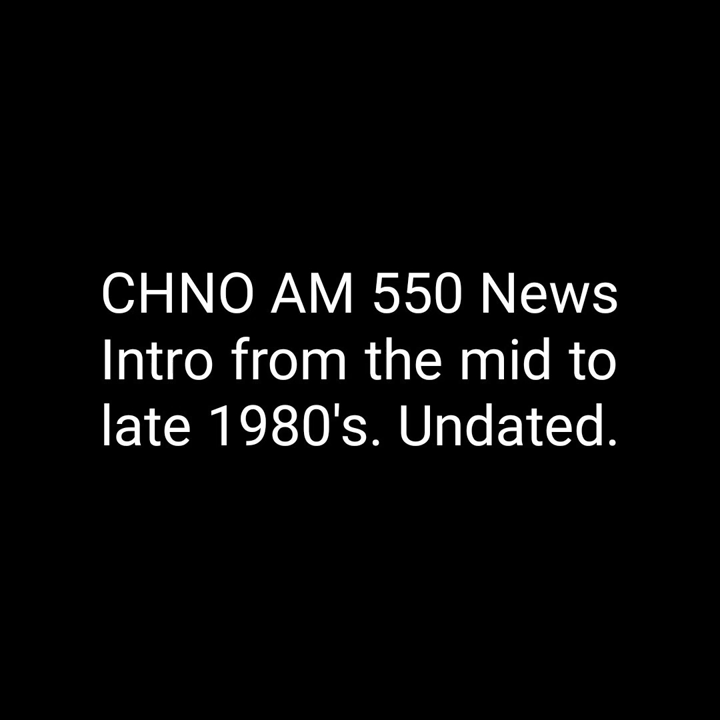 CHNO AM 550 News
Intro from the mid to
late 1980's. Undated.